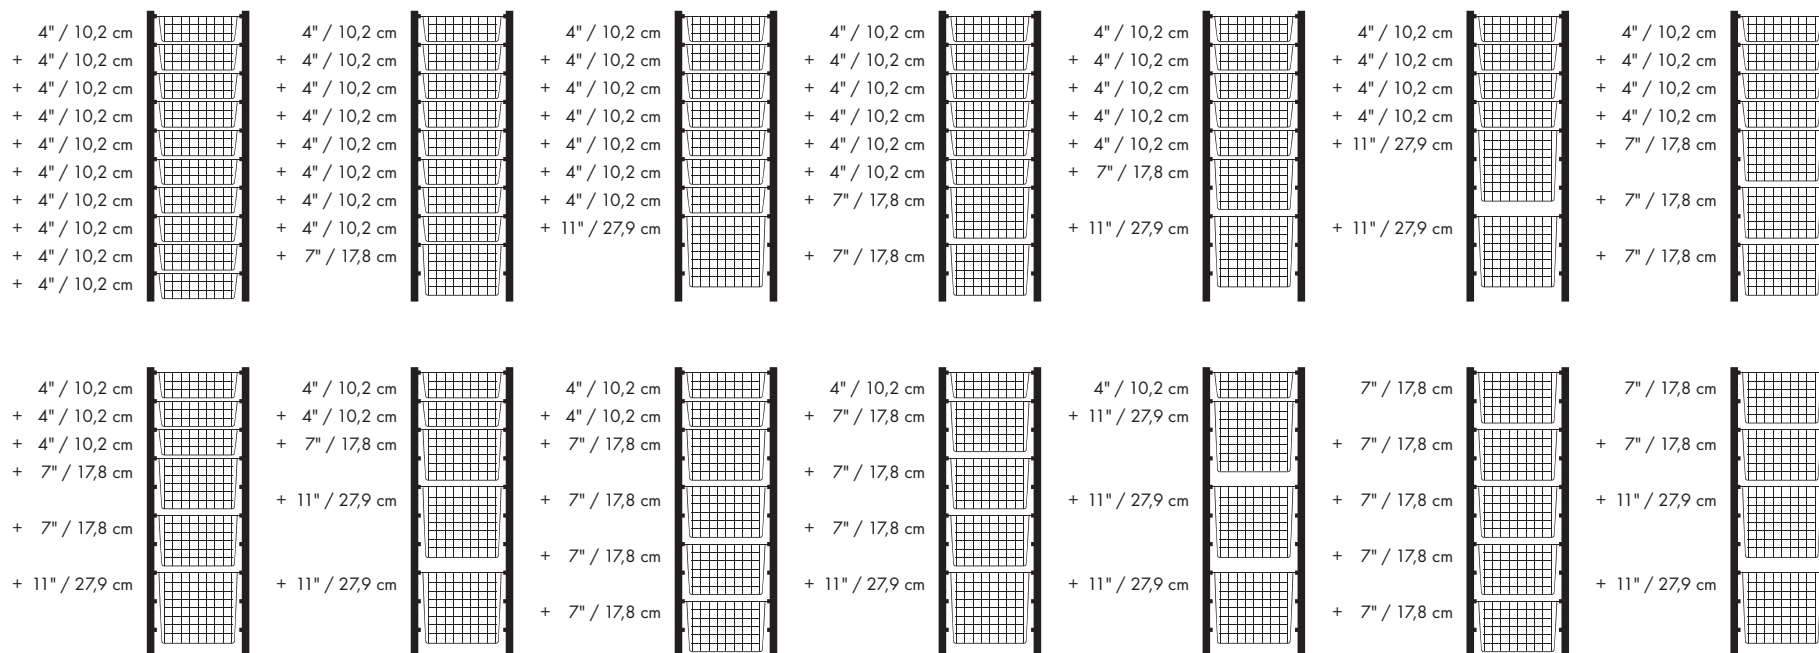 4" / 10,2 cm
+ 4" / 10,2 cm
+ 4" / 10,2 cm
+ 4" / 10,2 cm
+ 4" / 10,2 cm
+ 4" / 10,2 cm
+ 4" / 10,2 cm
+ 4" / 10,2 cm
+ 4" / 10,2 cm
+ 4" / 10,2 cm
4" / 10,2 cm
+ 4" / 10,2 cm
+ 4" / 10,2 cm
+ 4" / 10,2 cm
+ 4" / 10,2 cm
+ 4" / 10,2 cm
+ 4" / 10,2 cm
+ 4" / 10,2 cm
+ 7" / 17,8 cm
4" / 10,2 cm
+ 4" / 10,2 cm
+ 4" / 10,2 cm
+ 4" / 10,2 cm
+ 4" / 10,2 cm
+ 4" / 10,2 cm
+ 4" / 10,2 cm
+ 11" / 27,9 cm
4" / 10,2 cm
+ 4" / 10,2 cm
+ 4" / 10,2 cm
+ 4" / 10,2 cm
+ 4" / 10,2 cm
+ 4" / 10,2 cm
+ 7" / 17,8 cm
+ 7" / 17,8 cm
4" / 10,2 cm
+ 4" / 10,2 cm
+ 4" / 10,2 cm
+ 4" / 10,2 cm
+ 4" / 10,2 cm
+ 7" / 17,8 cm
+ 11" / 27,9 cm
4" / 10,2 cm
+ 4" / 10,2 cm
+ 4" / 10,2 cm
+ 4" / 10,2 cm
+ 11" / 27,9 cm
+ 11" / 27,9 cm
4" / 10,2 cm
+ 4" / 10,2 cm
+ 4" / 10,2 cm
+ 4" / 10,2 cm
+ 7" / 17,8 cm
+ 7" / 17,8 cm
+ 7" / 17,8 cm
4" / 10,2 cm
+ 4" / 10,2 cm
+ 4" / 10,2 cm
+ 7" / 17,8 cm
+ 7" / 17,8 cm
+ 11" / 27,9 cm
4" / 10,2 cm
+ 4" / 10,2 cm
+ 7" / 17,8 cm
+ 11" / 27,9 cm
+ 11" / 27,9 cm
4" / 10,2 cm
+ 4" / 10,2 cm
+ 7" / 17,8 cm
+ 7" / 17,8 cm
+ 7" / 17,8 cm
+ 7" / 17,8 cm
4" / 10,2 cm
+ 7" / 17,8 cm
+ 7" / 17,8 cm
+ 7" / 17,8 cm
+ 11" / 27,9 cm
4" / 10,2 cm
+ 11" / 27,9 cm
+ 11" / 27,9 cm
+ 11" / 27,9 cm
7" / 17,8 cm
+ 7" / 17,8 cm
+ 7" / 17,8 cm
+ 7" / 17,8 cm
+ 7" / 17,8 cm
7" / 17,8 cm
+ 7" / 17,8 cm
+ 11" / 27,9 cm
+ 11" / 27,9 cm